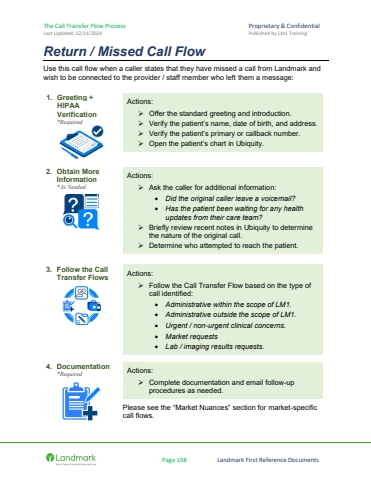 The Call Transfer Flow Process
Proprietary & Confidential
Last Updated: 12/11/2024
Published by LM1 Training
Return / Missed Call Flow
Use this call flow when a caller states that they have missed a call from Landmark and
wish to be connected to the provider / staff member who left them a message:
1. Greeting +
HIPAA
Verification
*Required
Actions:
➢ Offer the standard greeting and introduction.
➢ Verify the patient's name, date of birth, and address.
➢ Verify the patient's primary or callback number.
➢ Open the patient's chart in Ubiquity.
2. Obtain More
Information
*As Needed
Actions:
➢ Ask the caller for additional information:
• Did the original caller leave a voicemail?
• Has the patient been waiting for any health
updates from their care team?
➢ Briefly review recent notes in Ubiquity to determine
the nature of the original call.
➢ Determine who attempted to reach the patient.
3. Follow the Call
Transfer Flows
Actions:
➢ Follow the Call Transfer Flow based on the type of
call identified:
• Administrative within the scope of LM1.
• Administrative outside the scope of LM1.
• Urgent / non-urgent clinical concerns.
• Market requests
• Lab / imaging results requests.
4. Documentation
*Required
Actions:
➢ Complete documentation and email follow-up
procedures as needed.
Please see the "Market Nuances" section for market-specific
call flows.
Landmark
Page 158
Landmark First Reference Documents